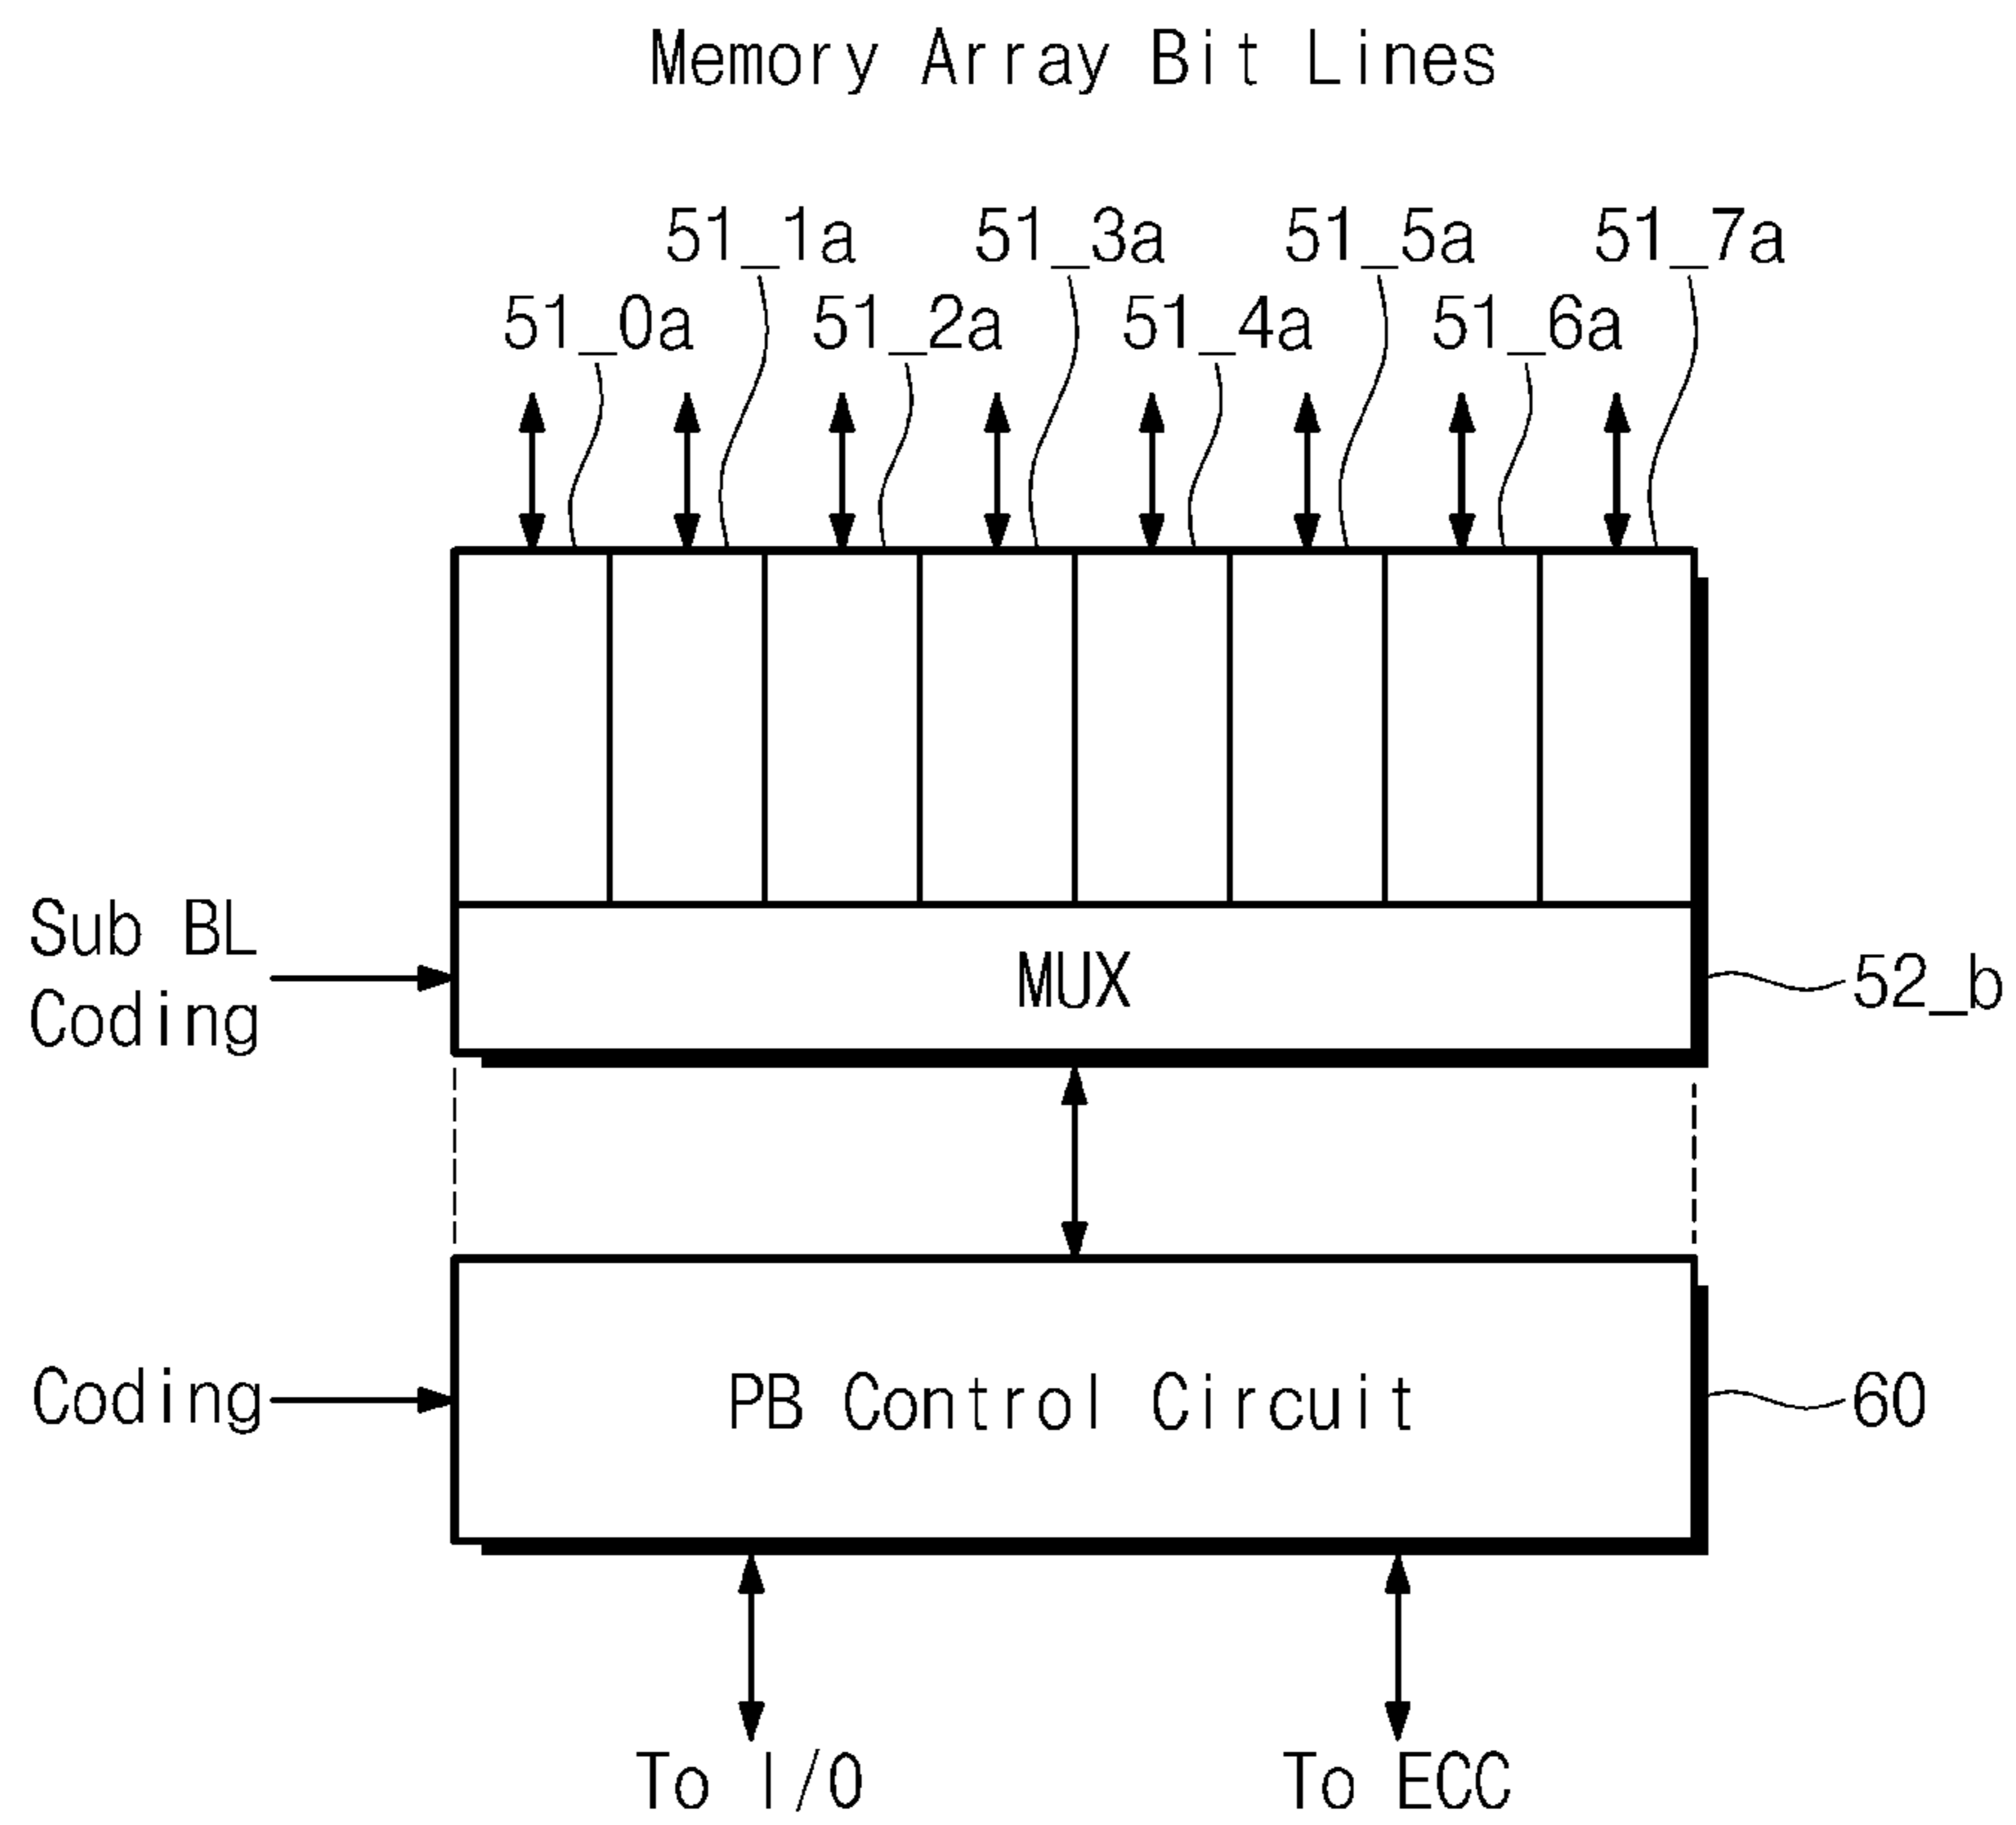 Memory Array Bit Lines
51_1a 51_3a 51_5a 51_7a
51_0a 51_2a 51_4a 51_6a
Sub BL
Coding
MUX
52_b
Coding
PB Control Circuit
60
To I/O
To ECC